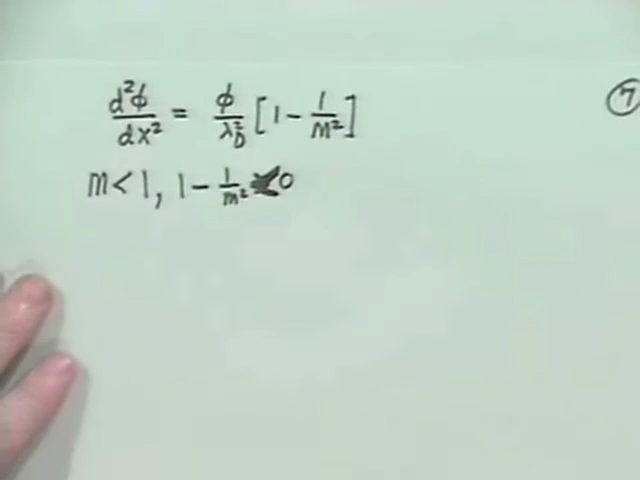 d²ϕ/dx² = ϕ/λ_D² [1 - 1/M²]
⑦
M < 1, 1 - 1/M² < 0